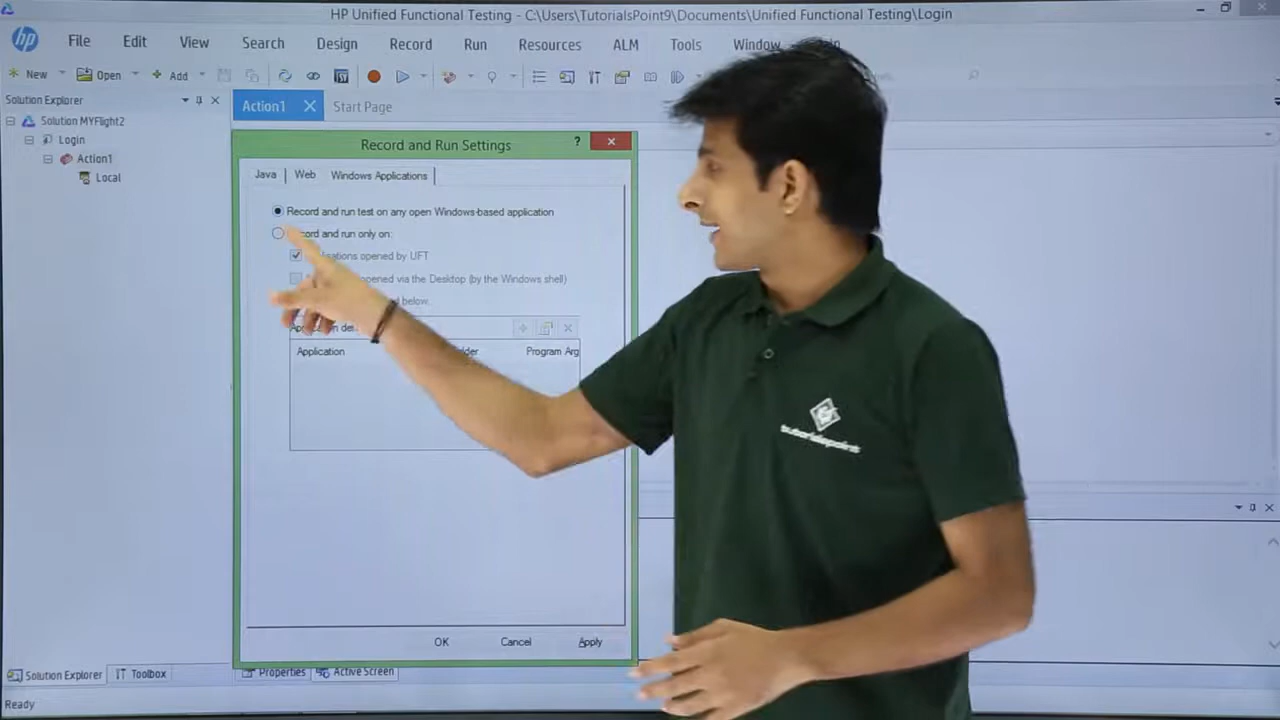 HP Unified Functional Testing - C:\Users\TutorialsPoint9\Documents\Unified Functional Testing\Login
hp File Edit View Search Design Record Run Resources ALM Tools Window
New Open Add
Solution Explorer
Action1 Start Page
Solution MYFlight2
Login
Action1
Local
Record and Run Settings ?
Java Web Windows Applications
Record and run test on any open Windows-based application
and run only on:
opened by UFT
opened via the Desktop (by the Windows shell)
below.
Application Program Arg
tutorialspoint
OK Cancel Apply
Solution Explorer Toolbox Properties Active Screen
Ready